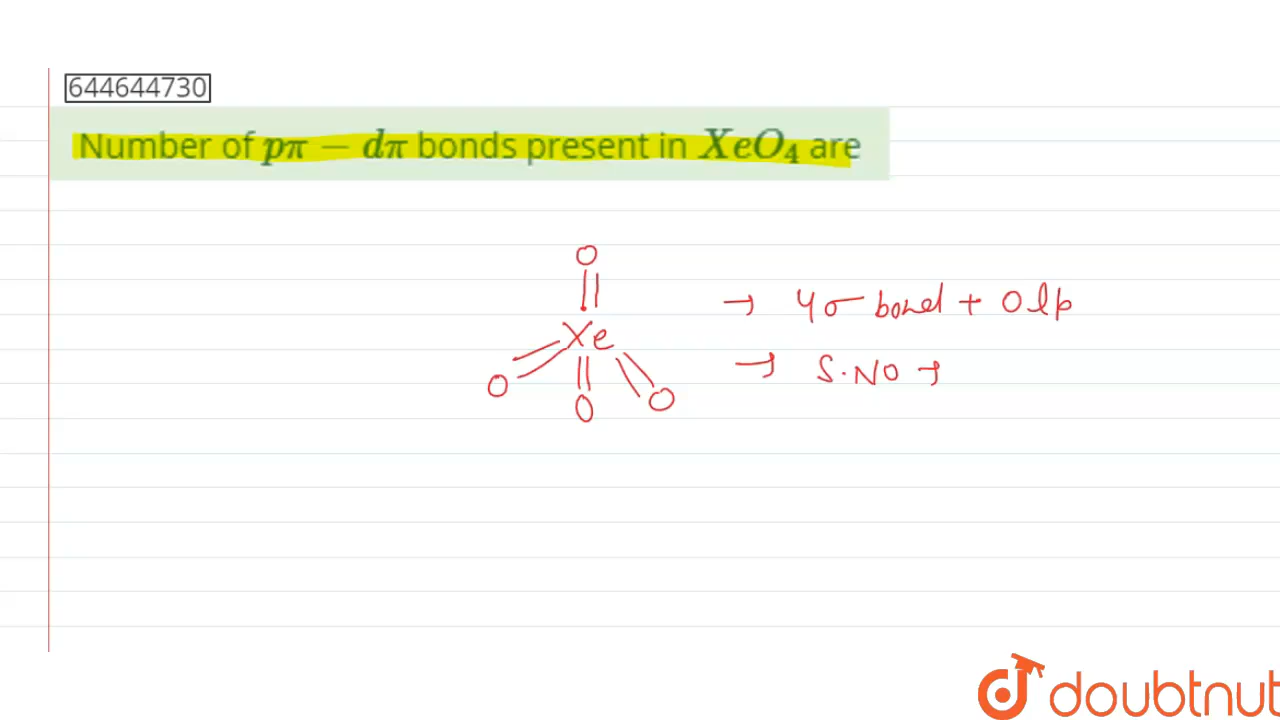 644644730
Number of pπ − dπ bonds present in XeO₄ are
O
Xe
O O O
→ 4σ bond + 0 lp
→ S.NO →
doubtnut